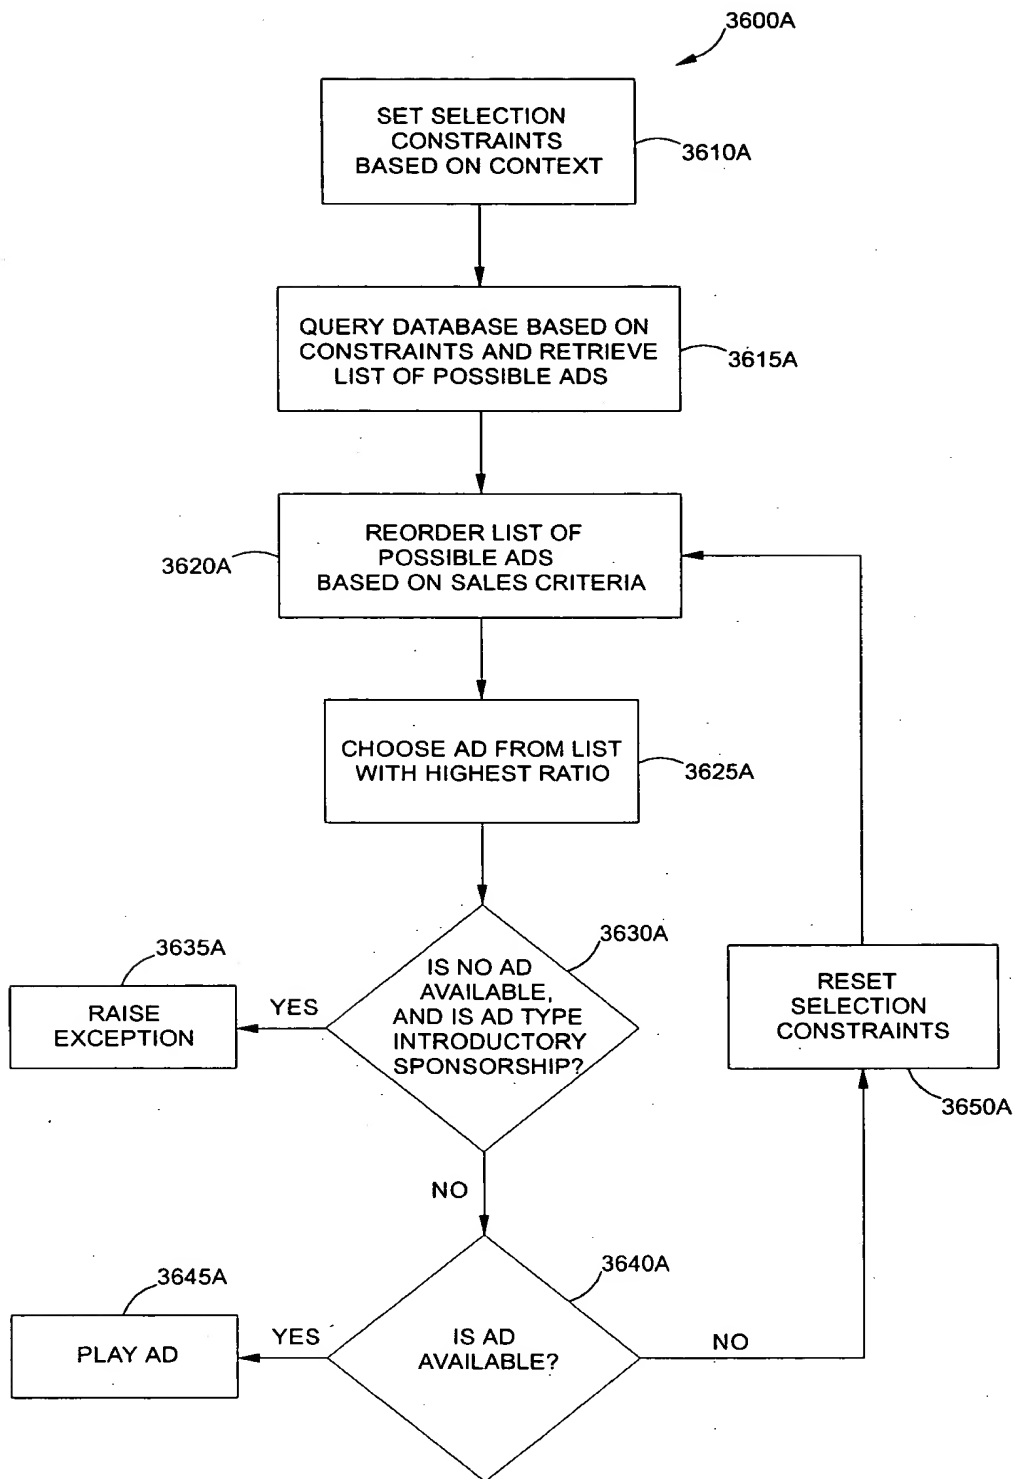 3600A
SET SELECTION
CONSTRAINTS
BASED ON CONTEXT
3610A
QUERY DATABASE BASED ON
CONSTRAINTS AND RETRIEVE
LIST OF POSSIBLE ADS
3615A
REORDER LIST OF
POSSIBLE ADS
BASED ON SALES CRITERIA
3620A
CHOOSE AD FROM LIST
WITH HIGHEST RATIO
3625A
3630A
IS NO AD
AVAILABLE,
AND IS AD TYPE
INTRODUCTORY
SPONSORSHIP?
YES
3635A
RAISE
EXCEPTION
RESET
SELECTION
CONSTRAINTS
3650A
NO
3640A
IS AD
AVAILABLE?
YES
3645A
PLAY AD
NO